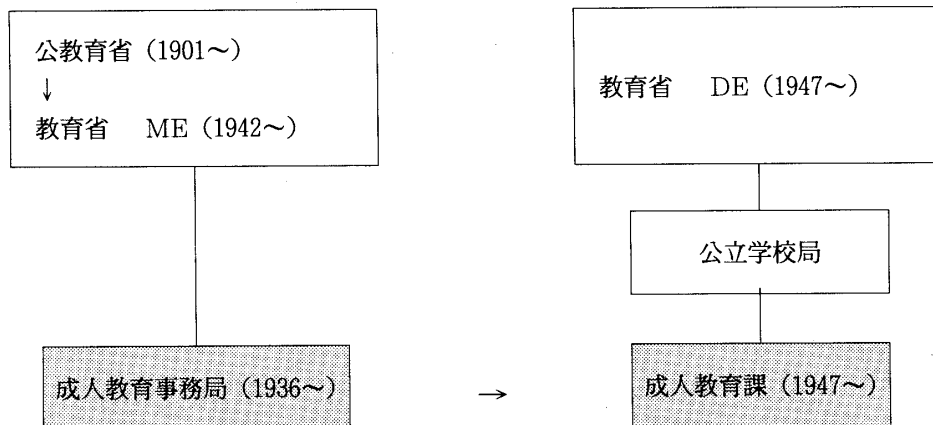 公教育省(1901～)
↓
教育省　ME(1942～)
成人教育事務局(1936～)
→
教育省　DE(1947～)
公立学校局
成人教育課(1947～)